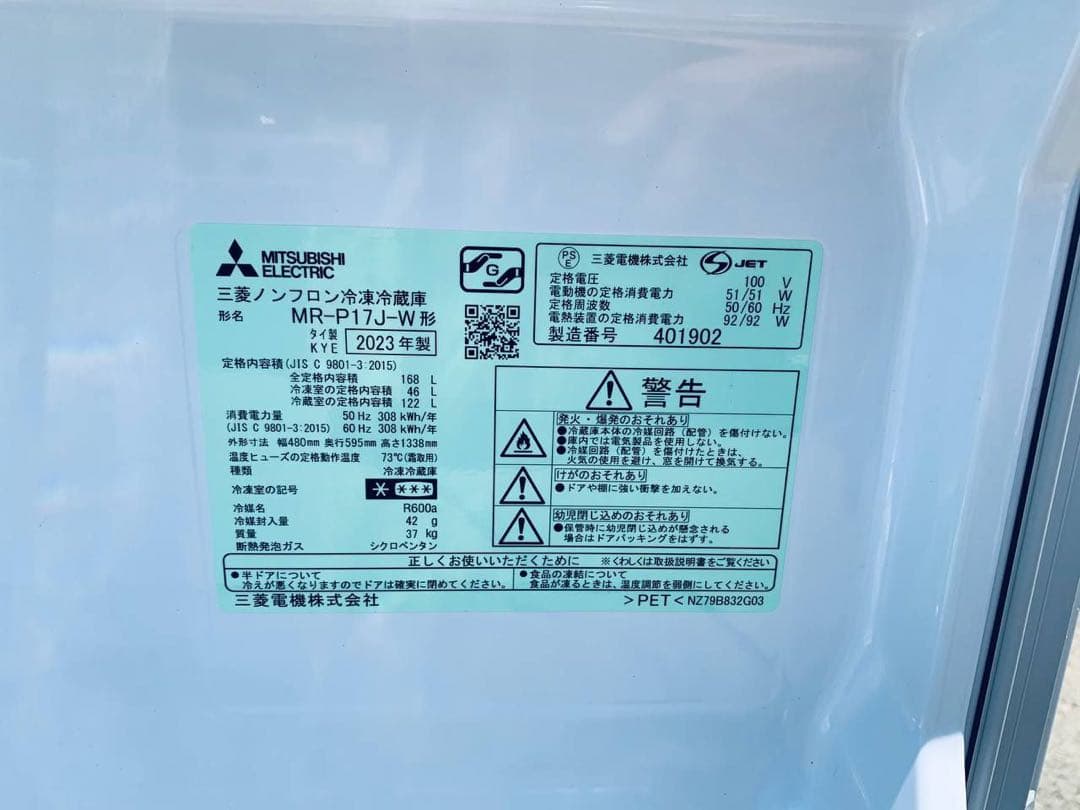 MITSUBISHI
ELECTRIC
三菱ノンフロン冷凍冷蔵庫
形名 MR-P17J-W形
タイ製
KYE 2023年製
定格内容積(JIS C 9801-3:2015)
全定格内容積 168 L
冷凍室の定格内容積 46 L
冷蔵室の定格内容積 122 L
消費電力量 50 Hz 308 kWh/年
(JIS C 9801-3:2015) 60 Hz 308 kWh/年
外形寸法 幅480mm 奥行595mm 高さ1338mm
温度ヒューズの定格動作温度 73℃(霜取用)
種類 冷凍冷蔵庫
冷凍室の記号
冷媒名 R600a
冷媒封入量 42 g
質量 37 kg
断熱発泡ガス シクロペンタン
G
PS
E 三菱電機株式会社 JET
定格電圧 100 V
電動機の定格消費電力 51/51 W
定格周波数 50/60 Hz
電熱装置の定格消費電力 92/92 W
製造番号 401902
警告
発火・爆発のおそれあり
●冷蔵庫本体の冷媒回路(配管)を傷付けない。
●庫内では電気製品を使用しない。
●冷媒回路(配管)を傷付けたときは、
火気の使用を避け、窓を開けて換気する。
けがのおそれあり
●ドアや棚に強い衝撃を加えない。
幼児閉じ込めのおそれあり
●保管時に幼児閉じ込めが懸念される
場合はドアパッキングをはずす。
正しくお使いいただくために ※くわしくは取扱説明書をご覧ください
●半ドアについて
冷えが悪くなりますのでドアは確実に閉めてください。
●食品の凍結について
食品が凍るときは、温度調節を弱側にしてください。
三菱電機株式会社
>PET< NZ79B832G03